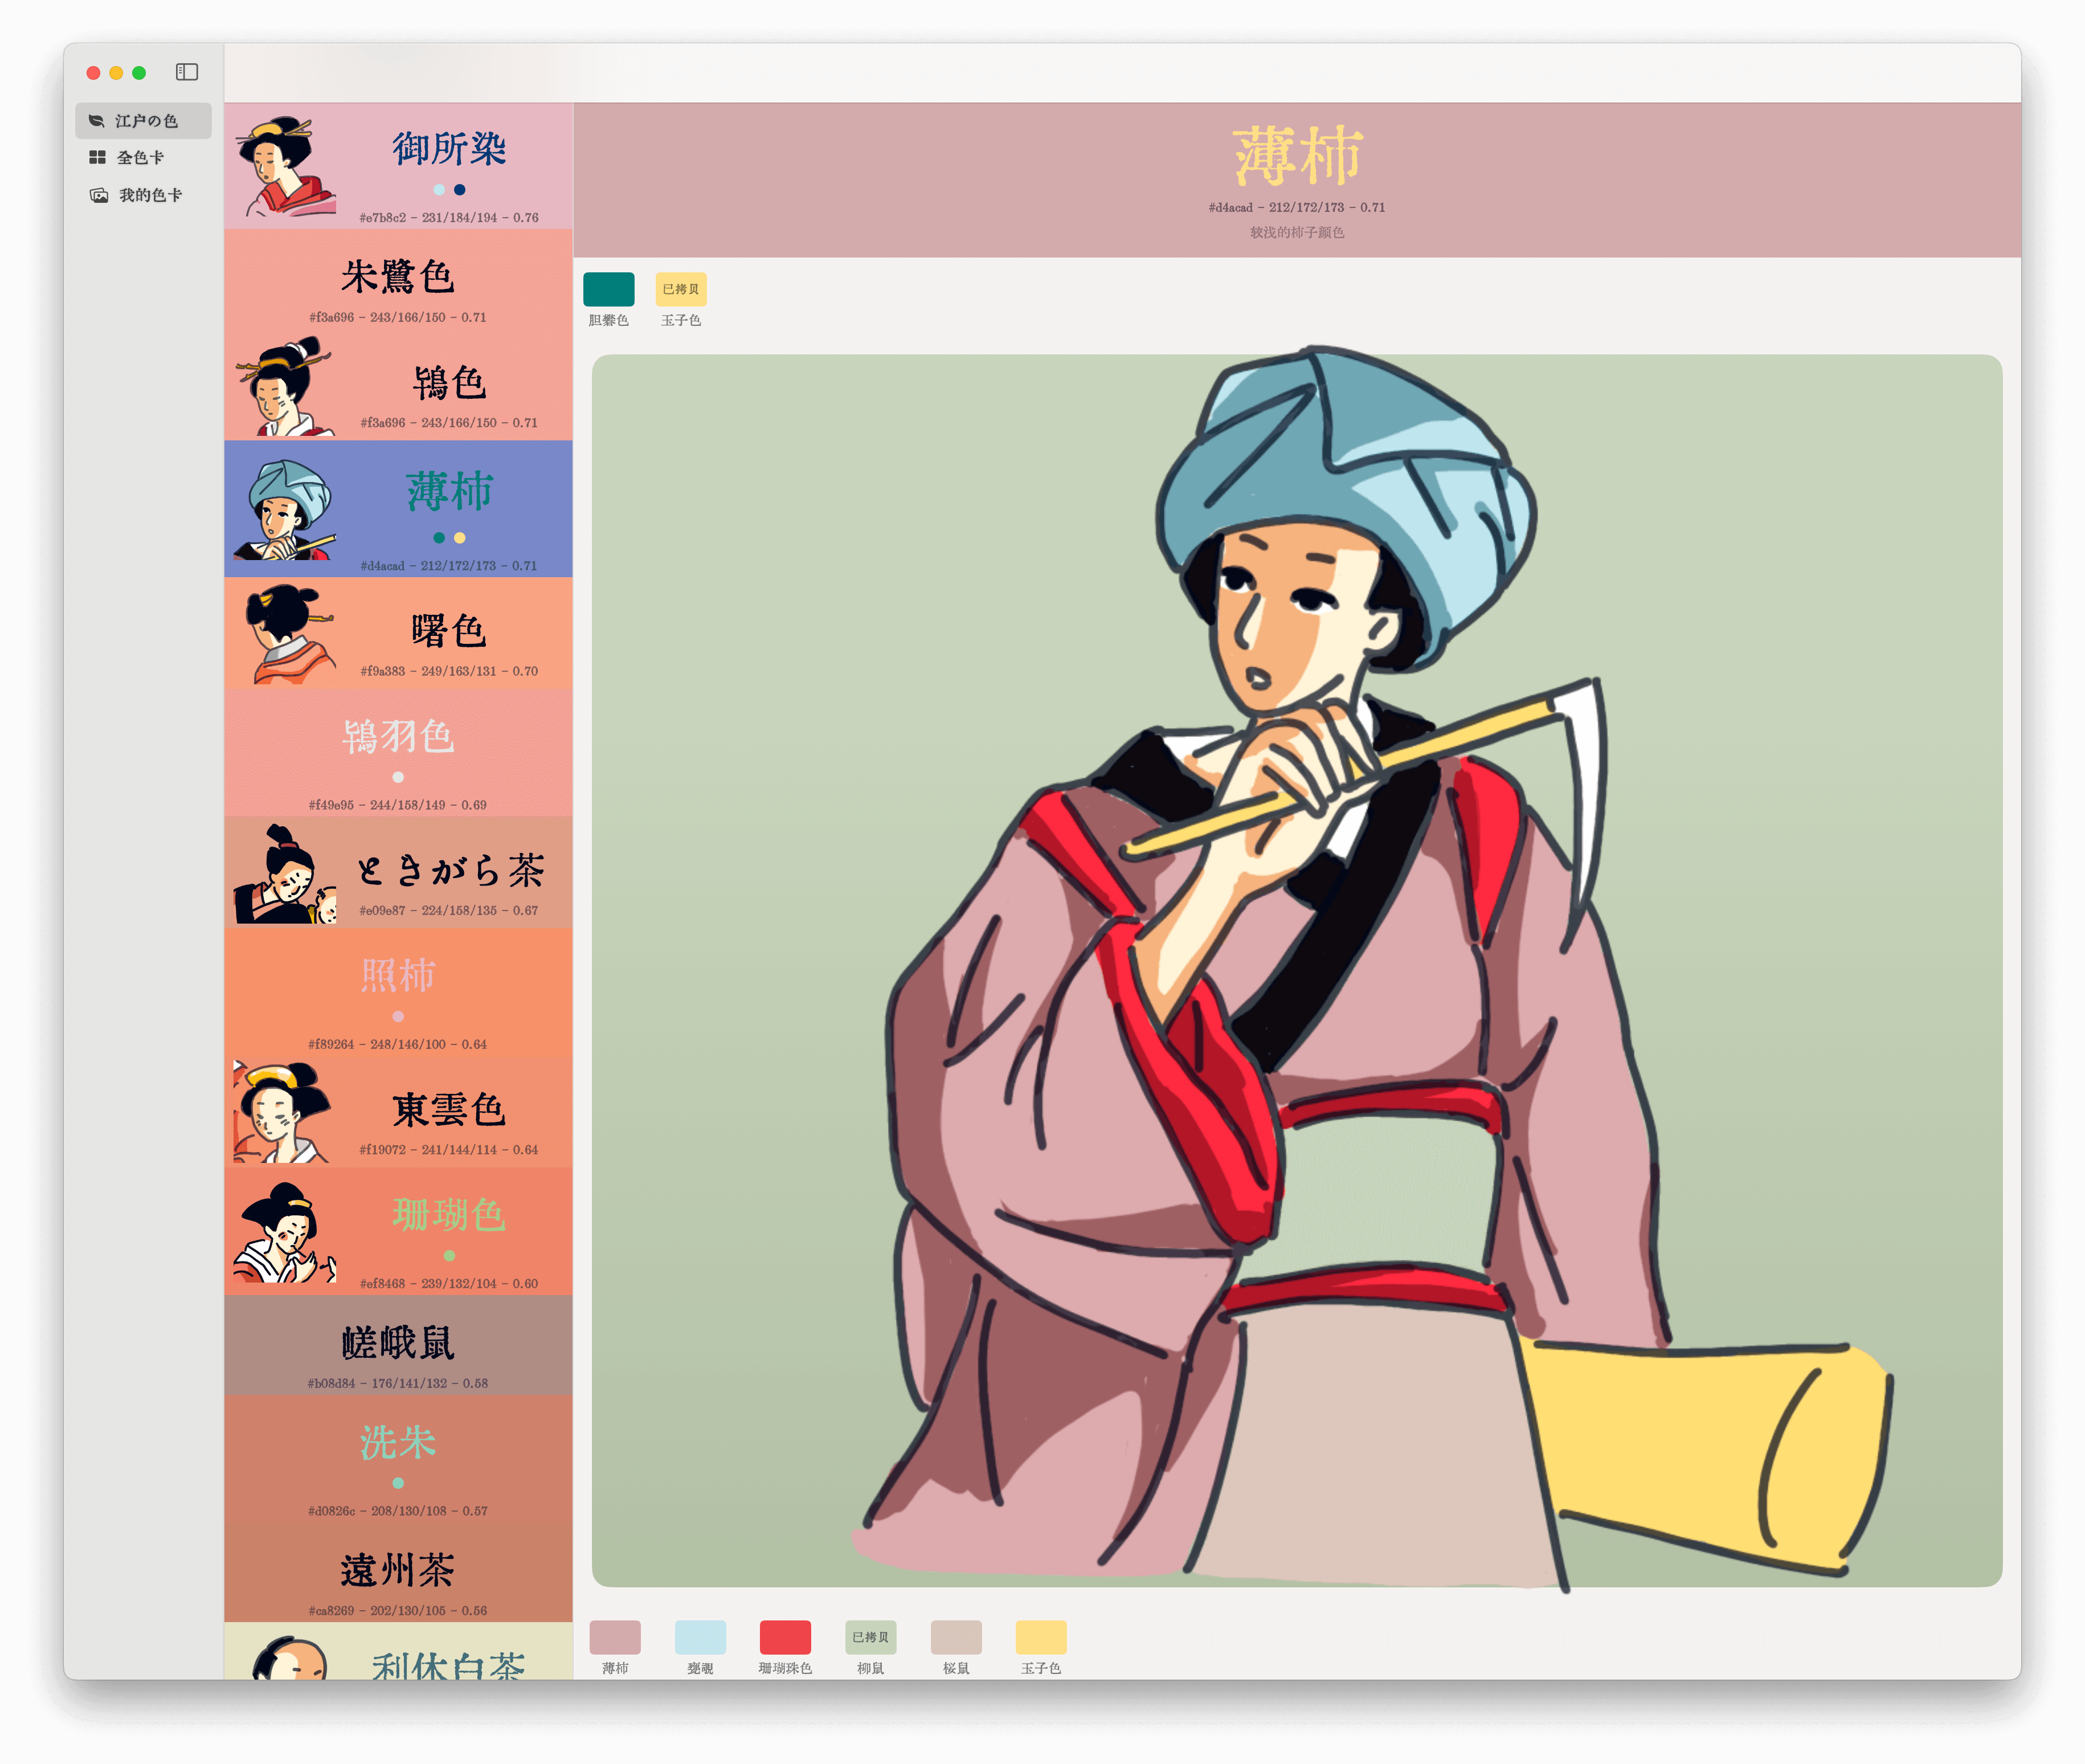 江户の色
全色卡
我的色卡
御所染
#e7b8c2 - 231/184/194 - 0.76
朱鷺色
#f3a696 - 243/166/150 - 0.71
鴇色
#f3a696 - 243/166/150 - 0.71
薄柿
#d4acad - 212/172/173 - 0.71
曙色
#f9a383 - 249/163/131 - 0.70
鴇羽色
#f49e95 - 244/158/149 - 0.69
ときがら茶
#e09e87 - 224/158/135 - 0.67
照柿
#f89264 - 248/146/100 - 0.64
東雲色
#f19072 - 241/144/114 - 0.64
珊瑚色
#ef8468 - 239/132/104 - 0.60
嵯峨鼠
#b08d84 - 176/141/132 - 0.58
洗朱
#d0826c - 208/130/108 - 0.57
遠州茶
#ca8269 - 202/130/105 - 0.56
利休白茶
薄柿
#d4acad - 212/172/173 - 0.71
较浅的柿子颜色
已拷贝
胆礬色 玉子色
已拷贝
薄柿 甕覗 珊瑚珠色 柳鼠 桜鼠 玉子色